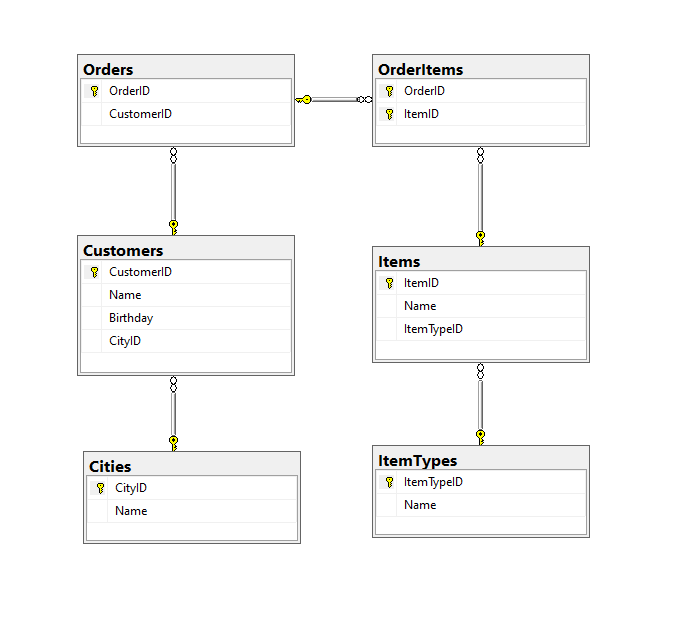 Orders
OrderID
CustomerID
OrderItems
OrderID
ItemID
Customers
CustomerID
Name
Birthday
CityID
Items
ItemID
Name
ItemTypeID
Cities
CityID
Name
ItemTypes
ItemTypeID
Name